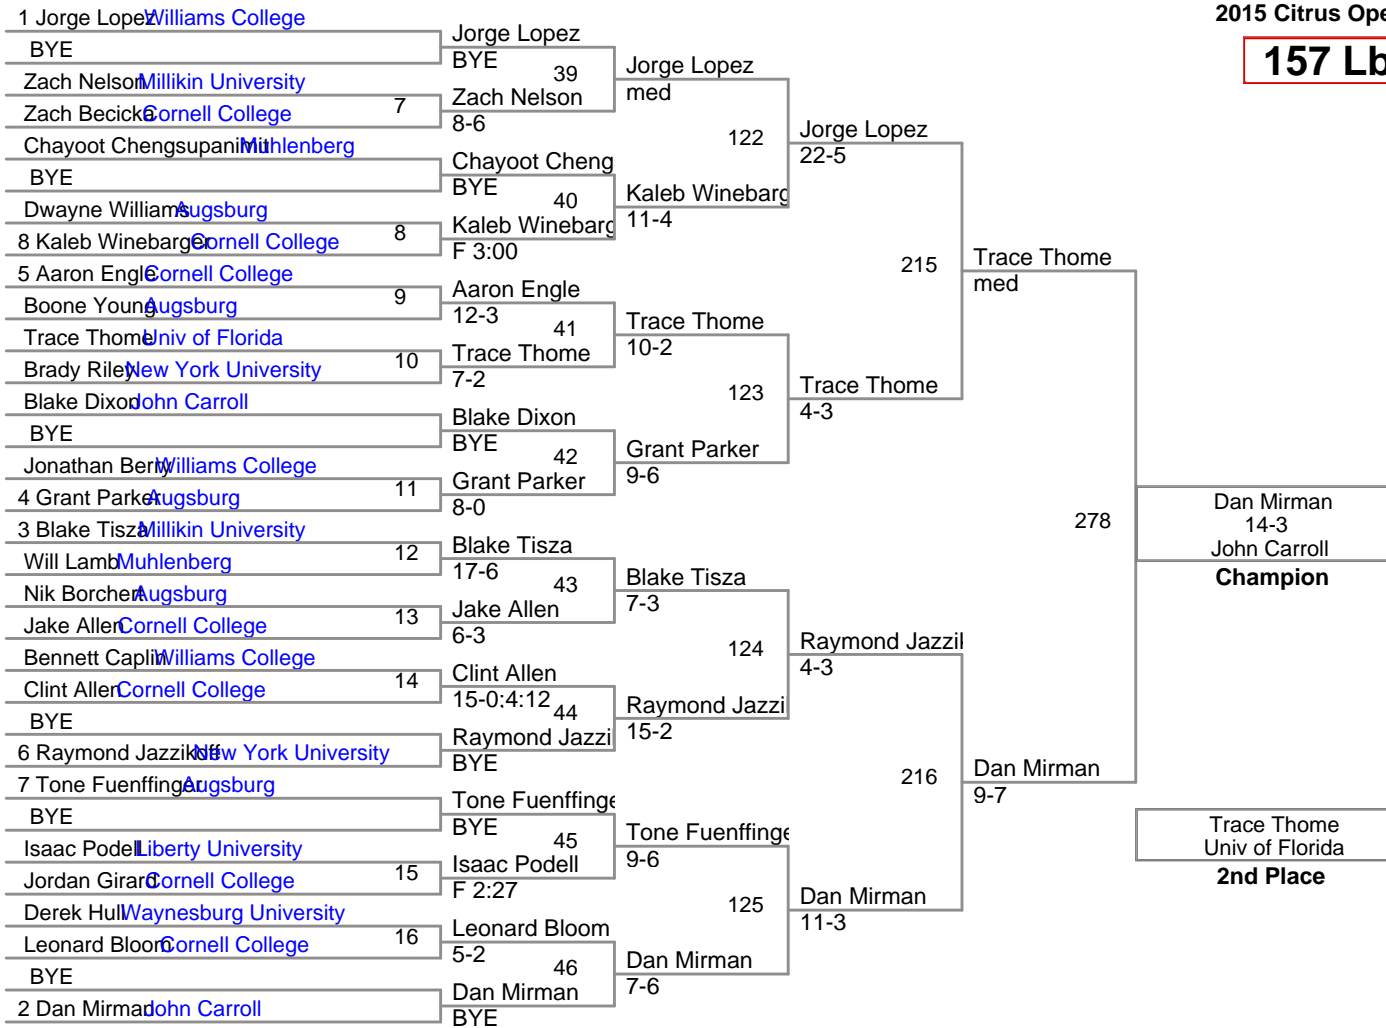 2015 Citrus Ope
157 Lb
1 Jorge Lopez Williams College
BYE
Zach Nelson Millikin University
Zach Becicka Cornell College
Chayoot Chengsupanimit Muhlenberg
BYE
Dwayne Williams Augsburg
8 Kaleb Winebarger Cornell College
5 Aaron Engle Cornell College
Boone Young Augsburg
Trace Thome Univ of Florida
Brady Riley New York University
Blake Dixon John Carroll
BYE
Jonathan Berry Williams College
4 Grant Parker Augsburg
3 Blake Tisza Millikin University
Will Lamb Muhlenberg
Nik Borchert Augsburg
Jake Allen Cornell College
Bennett Caplin Williams College
Clint Allen Cornell College
BYE
6 Raymond Jazzikoff New York University
7 Tone Fuenffinger Augsburg
BYE
Isaac Podell Liberty University
Jordan Girard Cornell College
Derek Hull Waynesburg University
Leonard Bloom Cornell College
BYE
2 Dan Mirman John Carroll
7
8
9
10
11
12
13
14
15
16
Jorge Lopez
BYE
39
Zach Nelson
8-6
Chayoot Cheng
BYE
40
Kaleb Winebarg
F 3:00
Aaron Engle
12-3
41
Trace Thome
7-2
Blake Dixon
BYE
42
Grant Parker
8-0
Blake Tisza
17-6
43
Jake Allen
6-3
Clint Allen
15-0;4:12
44
Raymond Jazzi
BYE
Tone Fuenffinge
BYE
45
Isaac Podell
F 2:27
Leonard Bloom
5-2
46
Dan Mirman
BYE
Jorge Lopez
med
122
Kaleb Winebarg
11-4
Trace Thome
10-2
123
Grant Parker
9-6
Blake Tisza
7-3
124
Raymond Jazzi
15-2
Tone Fuenffinge
9-6
125
Dan Mirman
7-6
Jorge Lopez
22-5
215
Trace Thome
4-3
Raymond Jazzik
4-3
216
Dan Mirman
11-3
Trace Thome
med
278
Dan Mirman
9-7
Dan Mirman
14-3
John Carroll
Champion
Trace Thome
Univ of Florida
2nd Place